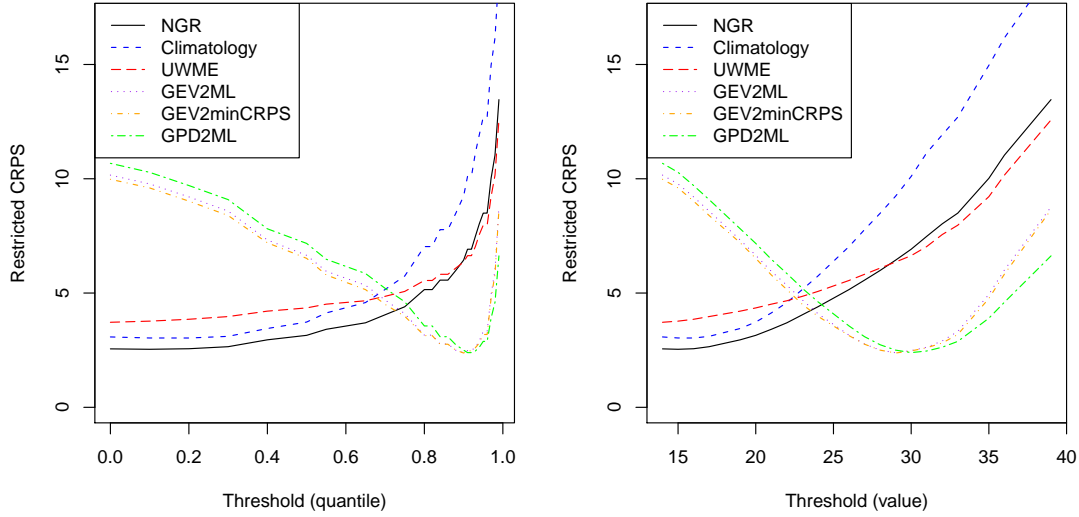 NGR
Climatology
UWME
GEV2ML
GEV2minCRPS
GPD2ML
Restricted CRPS
0
5
10
15
0.0
0.2
0.4
0.6
0.8
1.0
Threshold (quantile)
NGR
Climatology
UWME
GEV2ML
GEV2minCRPS
GPD2ML
Restricted CRPS
0
5
10
15
15
20
25
30
35
40
Threshold (value)